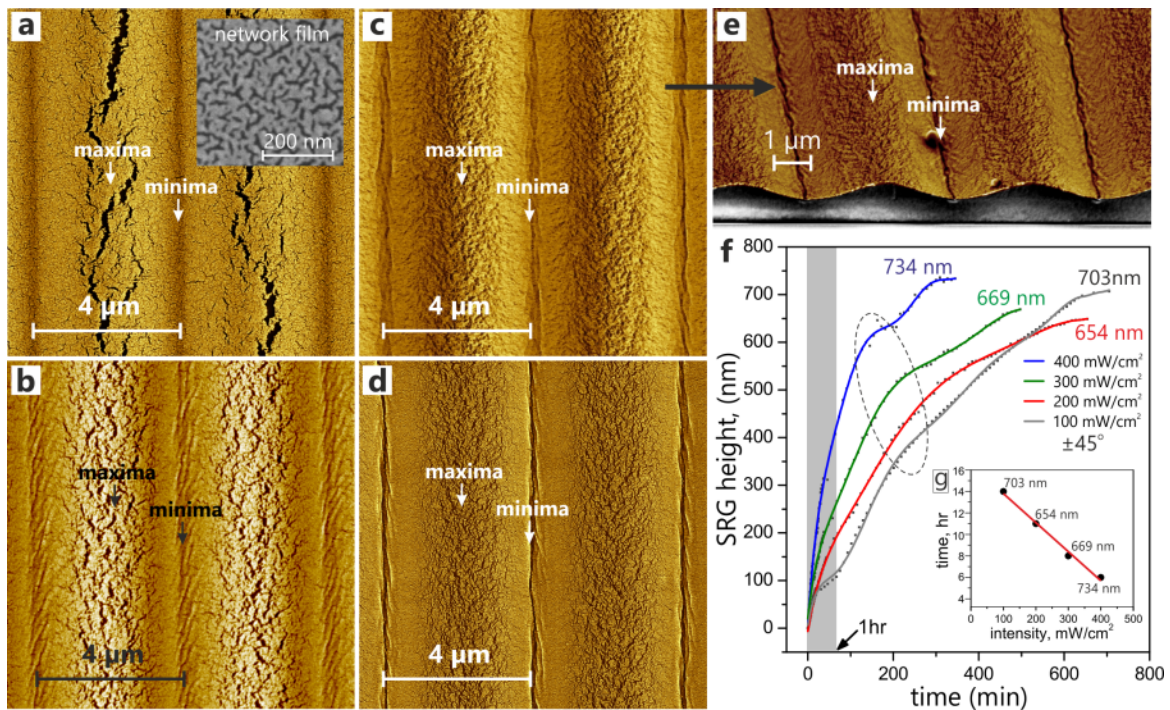 a
network film
200 nm
maxima
minima
4 µm
b
maxima
minima
4 µm
c
maxima
minima
4 µm
d
maxima
minima
4 µm
e
maxima
minima
1 µm
f
800
700
600
500
400
300
200
100
0
SRG height, (nm)
734 nm
703nm
669 nm
654 nm
400 mW/cm²
300 mW/cm²
200 mW/cm²
100 mW/cm²
±45°
1hr
0 200 400 600 800
time (min)
g
16
14
12
10
8
6
4
time, hr
703 nm
654 nm
669 nm
734 nm
0 100 200 300 400 500
intensity, mW/cm²